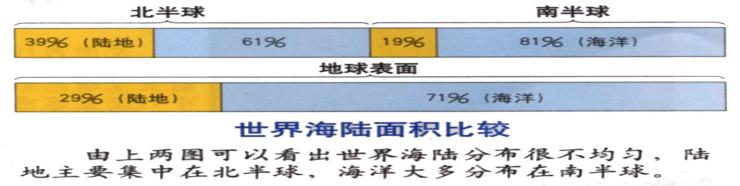 北半球 南半球
39% (陆地) 61% 19% 81% (海洋)
地球表面
29% (陆地) 71% (海洋)
世界海陆面积比较
由上两图可以看出世界海陆分布很不均匀，陆
地主要集中在北半球，海洋大多分布在南半球。